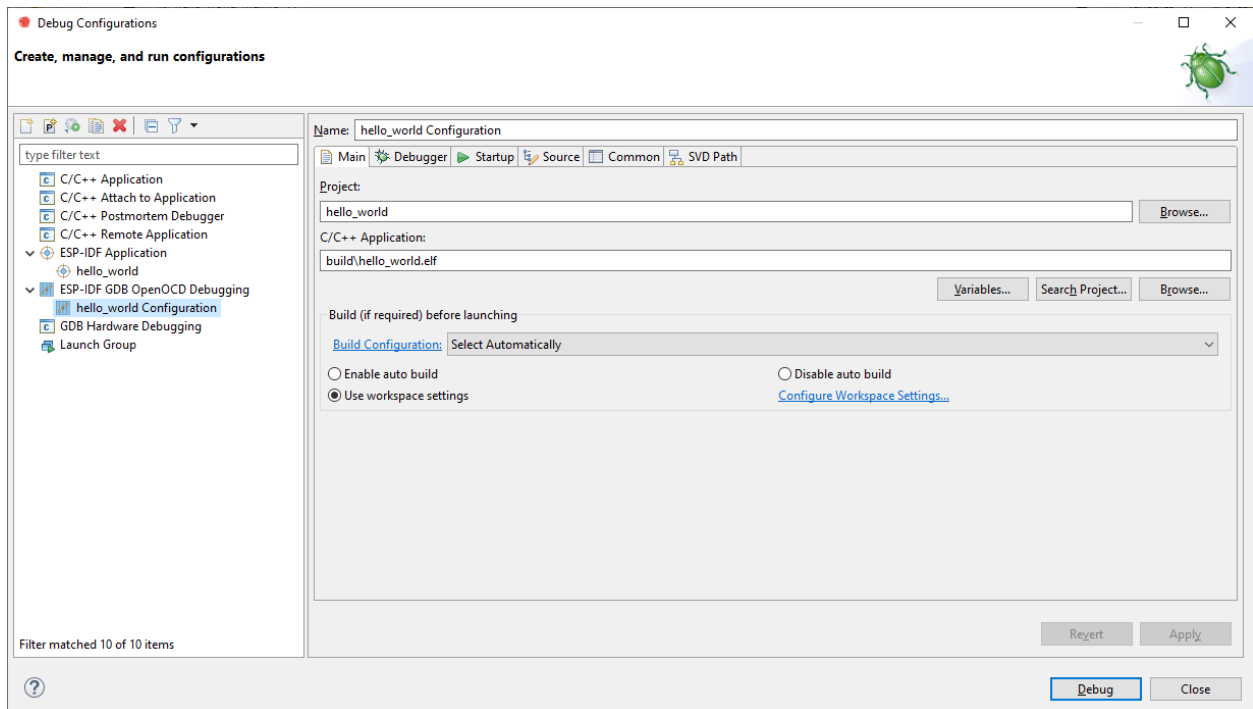 Debug Configurations
Create, manage, and run configurations
type filter text
C/C++ Application
C/C++ Attach to Application
C/C++ Postmortem Debugger
C/C++ Remote Application
ESP-IDF Application
hello_world
ESP-IDF GDB OpenOCD Debugging
hello_world Configuration
GDB Hardware Debugging
Launch Group
Filter matched 10 of 10 items
Name: hello_world Configuration
Main Debugger Startup Source Common SVD Path
Project:
hello_world Browse...
C/C++ Application:
build\hello_world.elf
Variables... Search Project... Browse...
Build (if required) before launching
Build Configuration: Select Automatically
Enable auto build Disable auto build
Use workspace settings Configure Workspace Settings...
Revert Apply
? Debug Close